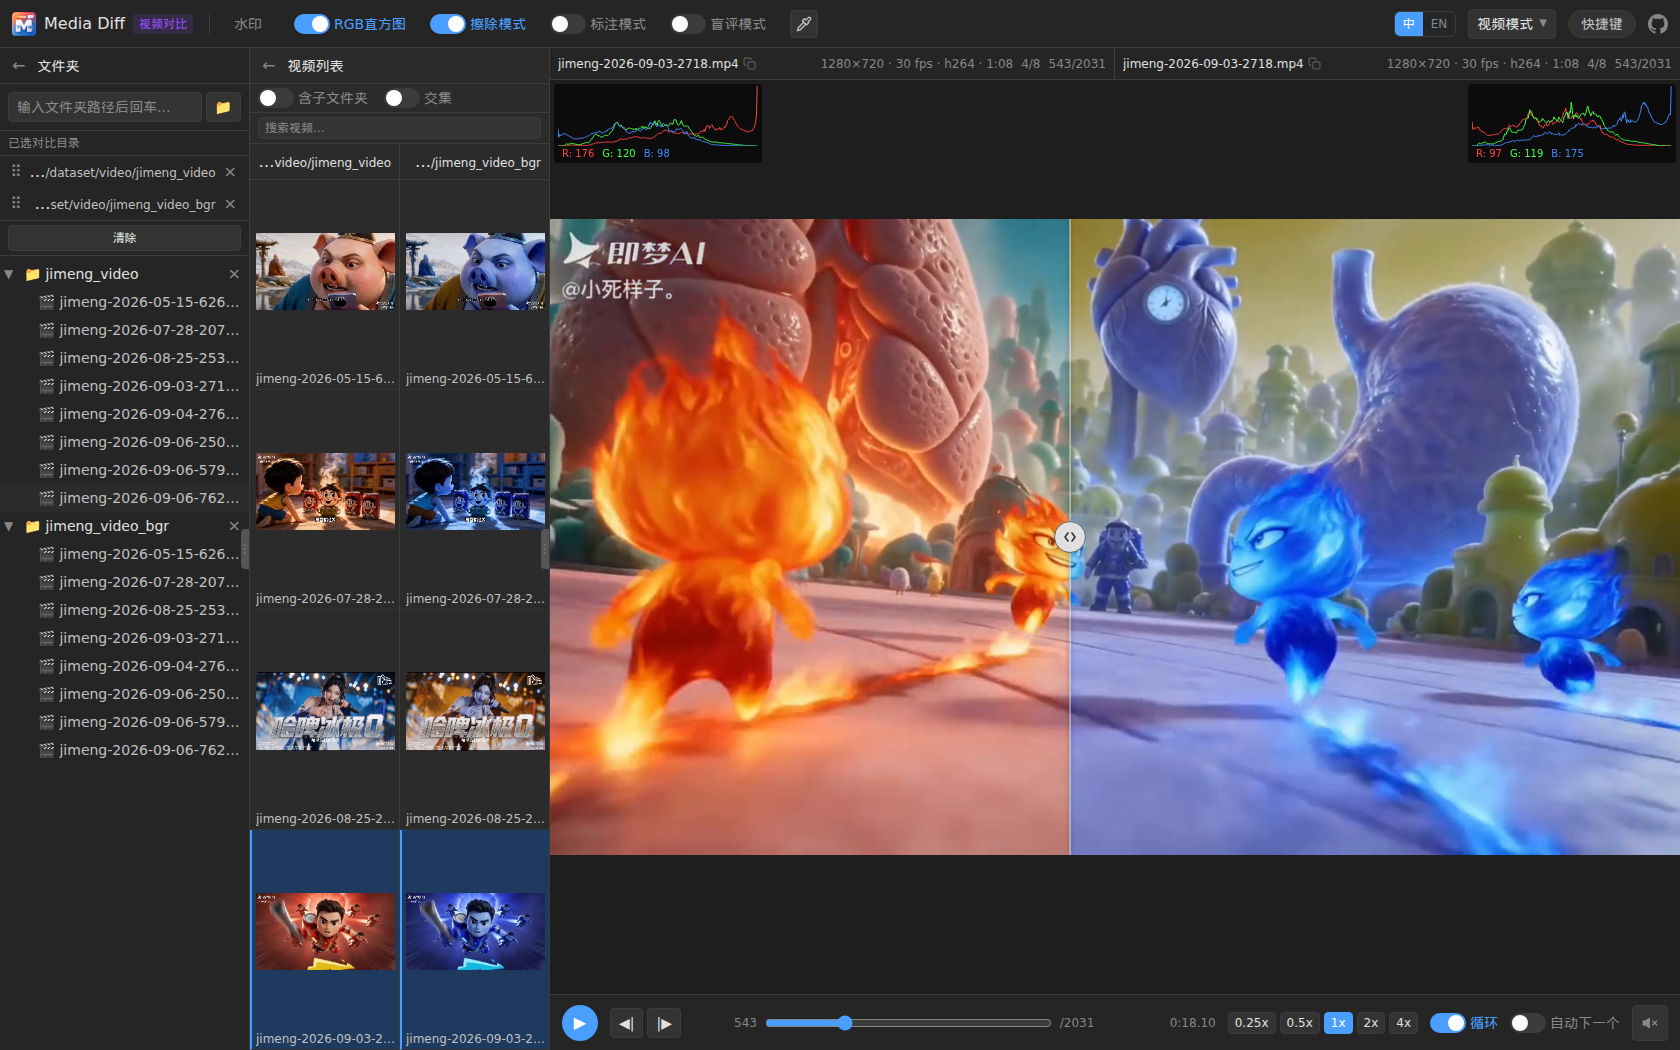 Media Diff 视频对比 水印 RGB直方图 擦除模式 标注模式 盲评模式 中 EN 视频模式 ▼ 快捷键
← 文件夹
输入文件夹路径后回车...
已选对比目录
.../dataset/video/jimeng_video ×
...set/video/jimeng_video_bgr ×
清除
▼ jimeng_video ×
jimeng-2026-05-15-626...
jimeng-2026-07-28-207...
jimeng-2026-08-25-253...
jimeng-2026-09-03-271...
jimeng-2026-09-04-276...
jimeng-2026-09-06-250...
jimeng-2026-09-06-579...
jimeng-2026-09-06-762...
▼ jimeng_video_bgr ×
jimeng-2026-05-15-626...
jimeng-2026-07-28-207...
jimeng-2026-08-25-253...
jimeng-2026-09-03-271...
jimeng-2026-09-04-276...
jimeng-2026-09-06-250...
jimeng-2026-09-06-579...
jimeng-2026-09-06-762...
← 视频列表
含子文件夹 交集
搜索视频...
...video/jimeng_video .../jimeng_video_bgr
jimeng-2026-05-15-6... jimeng-2026-05-15-6...
jimeng-2026-07-28-2... jimeng-2026-07-28-2...
哈啤冰极0 哈啤冰极0
jimeng-2026-08-25-2... jimeng-2026-08-25-2...
jimeng-2026-09-03-2... jimeng-2026-09-03-2...
jimeng-2026-09-03-2718.mp4 1280×720 · 30 fps · h264 · 1:08 4/8 543/2031
jimeng-2026-09-03-2718.mp4 1280×720 · 30 fps · h264 · 1:08 4/8 543/2031
R: 176 G: 120 B: 98
R: 97 G: 119 B: 175
即梦AI
@小死样子。
543 /2031 0:18.10 0.25x 0.5x 1x 2x 4x 循环 自动下一个